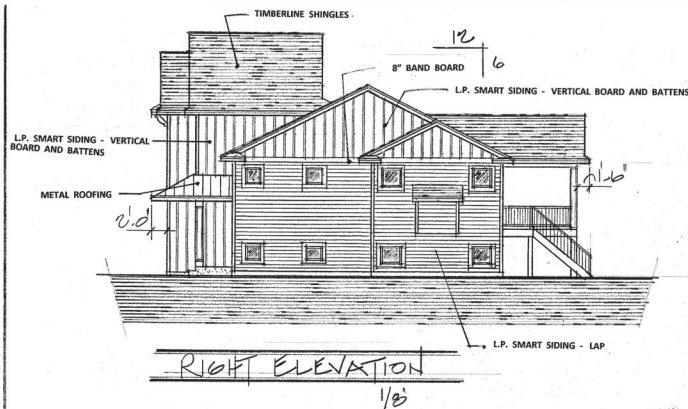 TIMBERLINE SHINGLES
12
6
8" BAND BOARD
L.P. SMART SIDING - VERTICAL BOARD AND BATTENS
L.P. SMART SIDING - VERTICAL
BOARD AND BATTENS
METAL ROOFING
2'-0"
1'-6"
L.P. SMART SIDING - LAP
RIGHT ELEVATION
1/8"